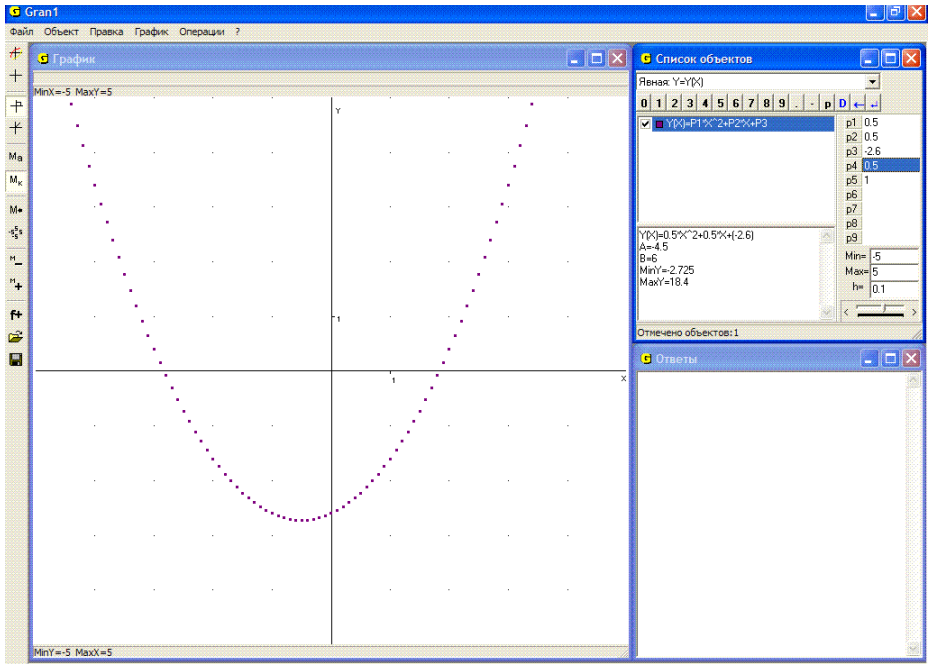 Gran1
Файл Объект Правка График Операции ?
График
MinX=-5 MaxY=5
Y
1
1
X
MinY=-5 MaxX=5
Ma
Mк
M•
M
M
f+
Список объектов
Явная: Y=Y(X)
0 1 2 3 4 5 6 7 8 9 . - p D ←
Y(X)=P1*X^2+P2*X+P3
p1 0.5
p2 0.5
p3 -2.6
p4 0.5
p5 1
p6
p7
p8
p9
Y(X)=0.5*X^2+0.5*X+(-2.6)
A=-4.5
B=6
MinY=-2.725
MaxY=18.4
Min= -5
Max= 5
h= 0.1
< >
Отмечено объектов:1
Ответы